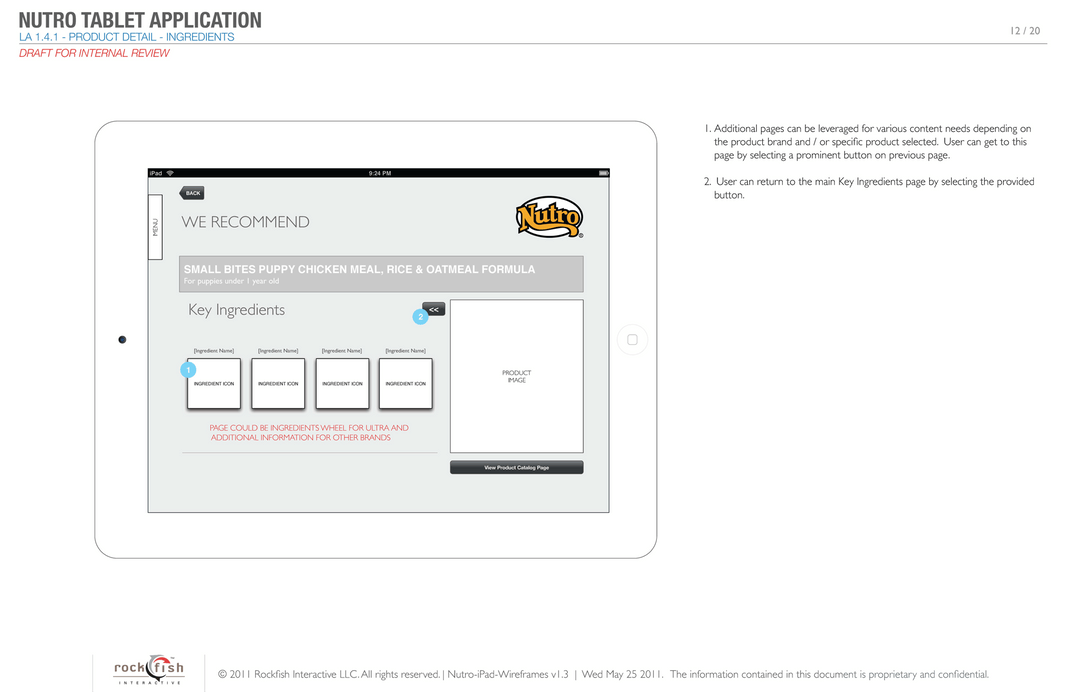 NUTRO TABLET APPLICATION
LA 1.4.1 - PRODUCT DETAIL - INGREDIENTS
12 / 20
DRAFT FOR INTERNAL REVIEW
iPad
9:24 PM
BACK
MENU
WE RECOMMEND
Nutro
®
SMALL BITES PUPPY CHICKEN MEAL, RICE & OATMEAL FORMULA
For puppies under 1 year old
Key Ingredients
<<
2
[Ingredient Name] [Ingredient Name] [Ingredient Name] [Ingredient Name]
1
INGREDIENT ICON INGREDIENT ICON INGREDIENT ICON INGREDIENT ICON
PRODUCT
IMAGE
PAGE COULD BE INGREDIENTS WHEEL FOR ULTRA AND
ADDITIONAL INFORMATION FOR OTHER BRANDS
View Product Catalog Page
1. Additional pages can be leveraged for various content needs depending on
the product brand and / or specific product selected. User can get to this
page by selecting a prominent button on previous page.
2. User can return to the main Key Ingredients page by selecting the provided
button.
rockfish
™
INTERACTIVE
© 2011 Rockfish Interactive LLC. All rights reserved. | Nutro-iPad-Wireframes v1.3 | Wed May 25 2011. The information contained in this document is proprietary and confidential.